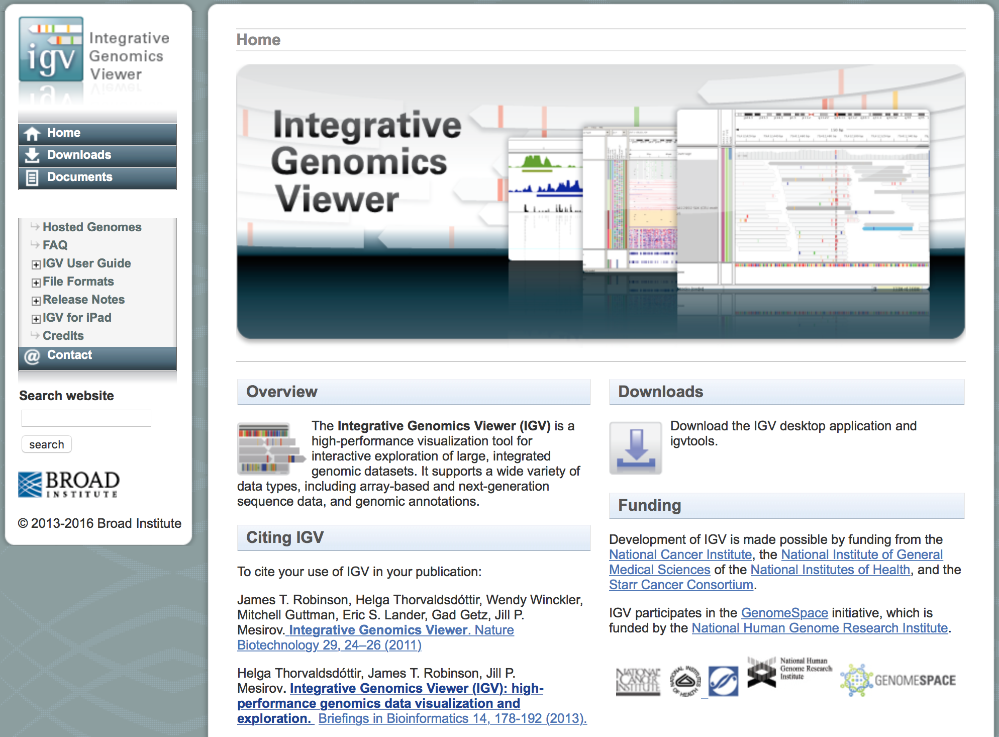 igv
Integrative
Genomics
Viewer
Home
Downloads
Documents
Hosted Genomes
FAQ
IGV User Guide
File Formats
Release Notes
IGV for iPad
Credits
Contact
Search website
search
BROAD
INSTITUTE
© 2013-2016 Broad Institute
Home
Integrative
Genomics
Viewer
Overview
The Integrative Genomics Viewer (IGV) is a
high-performance visualization tool for
interactive exploration of large, integrated
genomic datasets. It supports a wide variety of
data types, including array-based and next-generation
sequence data, and genomic annotations.
Citing IGV
To cite your use of IGV in your publication:
James T. Robinson, Helga Thorvaldsdóttir, Wendy Winckler,
Mitchell Guttman, Eric S. Lander, Gad Getz, Jill P.
Mesirov. Integrative Genomics Viewer. Nature
Biotechnology 29, 24–26 (2011)
Helga Thorvaldsdóttir, James T. Robinson, Jill P.
Mesirov. Integrative Genomics Viewer (IGV): high-
performance genomics data visualization and
exploration. Briefings in Bioinformatics 14, 178-192 (2013).
Downloads
Download the IGV desktop application and
igvtools.
Funding
Development of IGV is made possible by funding from the
National Cancer Institute, the National Institute of General
Medical Sciences of the National Institutes of Health, and the
Starr Cancer Consortium.
IGV participates in the GenomeSpace initiative, which is
funded by the National Human Genome Research Institute.
NATIONAL
CANCER
INSTITUTE
NATIONAL INSTITUTES
OF HEALTH
National Human
Genome Research
Institute
GENOMESPACE